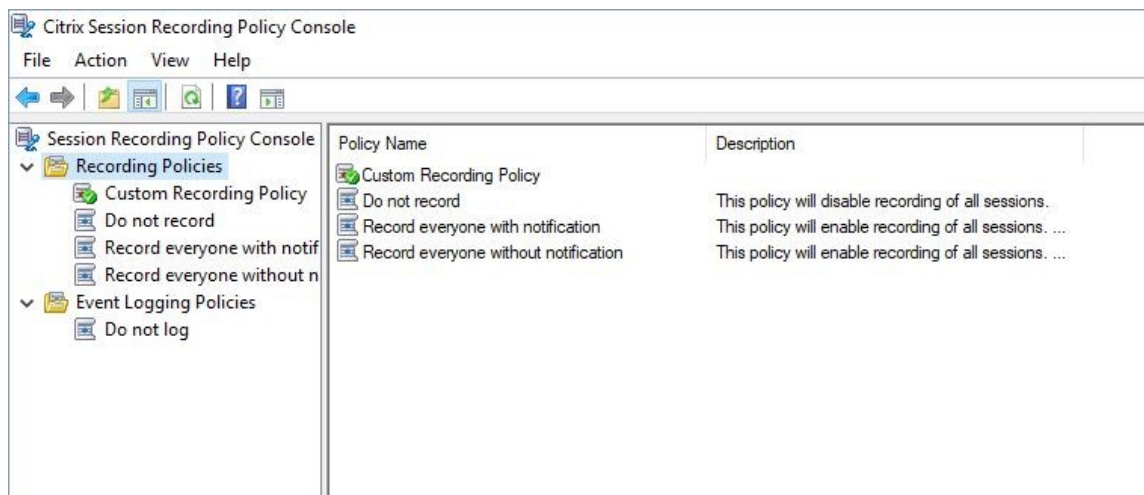 Citrix Session Recording Policy Console
File Action View Help
Session Recording Policy Console
Recording Policies
Custom Recording Policy
Do not record
Record everyone with notif
Record everyone without n
Event Logging Policies
Do not log
Policy Name Description
Custom Recording Policy
Do not record This policy will disable recording of all sessions.
Record everyone with notification This policy will enable recording of all sessions. ...
Record everyone without notification This policy will enable recording of all sessions. ...